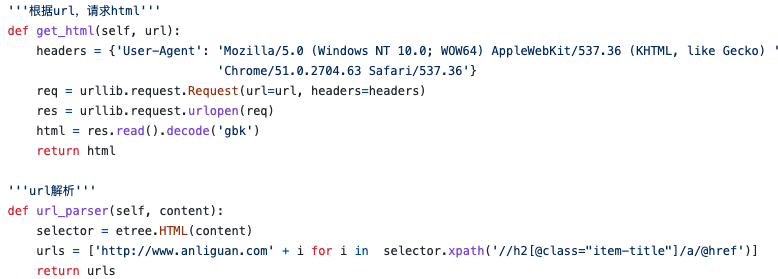 '''根据url，请求html'''
def get_html(self, url):
    headers = {'User-Agent': 'Mozilla/5.0 (Windows NT 10.0; WOW64) AppleWebKit/537.36 (KHTML, like Gecko) '
                             'Chrome/51.0.2704.63 Safari/537.36'}
    req = urllib.request.Request(url=url, headers=headers)
    res = urllib.request.urlopen(req)
    html = res.read().decode('gbk')
    return html

'''url解析'''
def url_parser(self, content):
    selector = etree.HTML(content)
    urls = ['http://www.anliguan.com' + i for i in  selector.xpath('//h2[@class="item-title"]/a/@href')]
    return urls